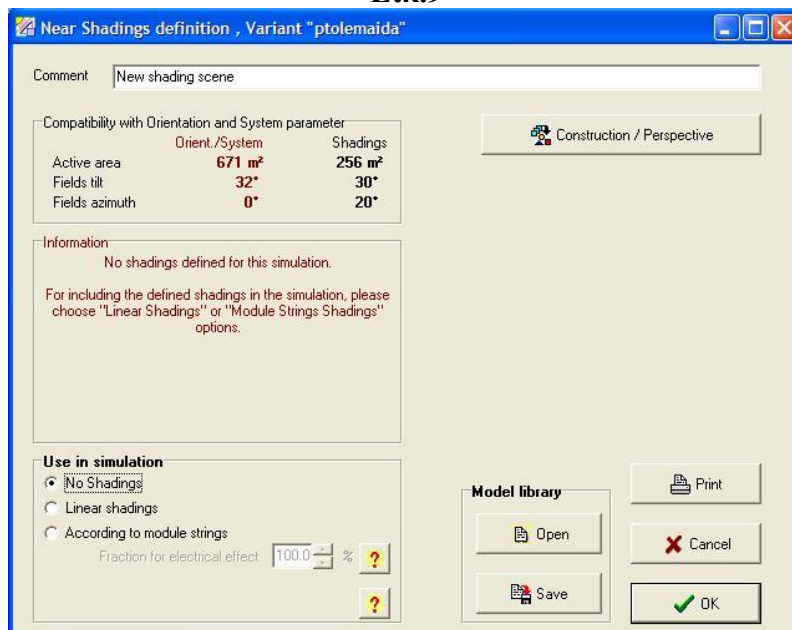 Near Shadings definition , Variant "ptolemaida"
Comment New shading scene
Compatibility with Orientation and System parameter
Orient./System Shadings
Active area 671 m² 256 m²
Fields tilt 32° 30°
Fields azimuth 0° 20°
Construction / Perspective
Information
No shadings defined for this simulation.
For including the defined shadings in the simulation, please
choose "Linear Shadings" or "Module Strings Shadings"
options.
Use in simulation
No Shadings
Linear shadings
According to module strings
Fraction for electrical effect 100.0 % ?
?
Model library
Open
Save
Print
Cancel
OK